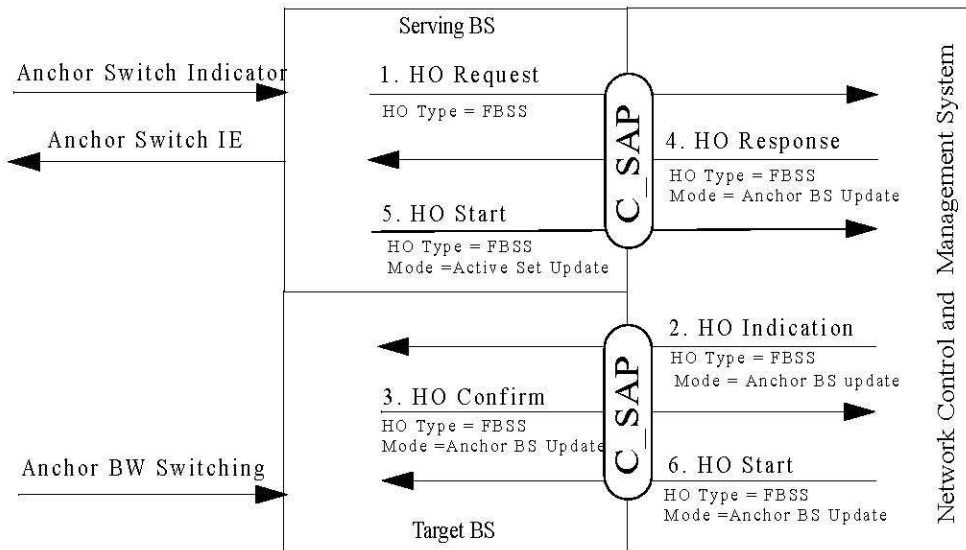 Serving BS
Anchor Switch Indicator
1. HO Request
HO Type = FBSS
Anchor Switch IE
4. HO Response
HO Type = FBSS
Mode = Anchor BS Update
5. HO Start
HO Type = FBSS
Mode =Active Set Update
C_SAP
2. HO Indication
HO Type = FBSS
Mode = Anchor BS update
3. HO Confirm
HO Type = FBSS
Mode =Anchor BS Update
C_SAP
Anchor BW Switching
6. HO Start
HO Type = FBSS
Mode =Anchor BS Update
Target BS
Network Control and Management System